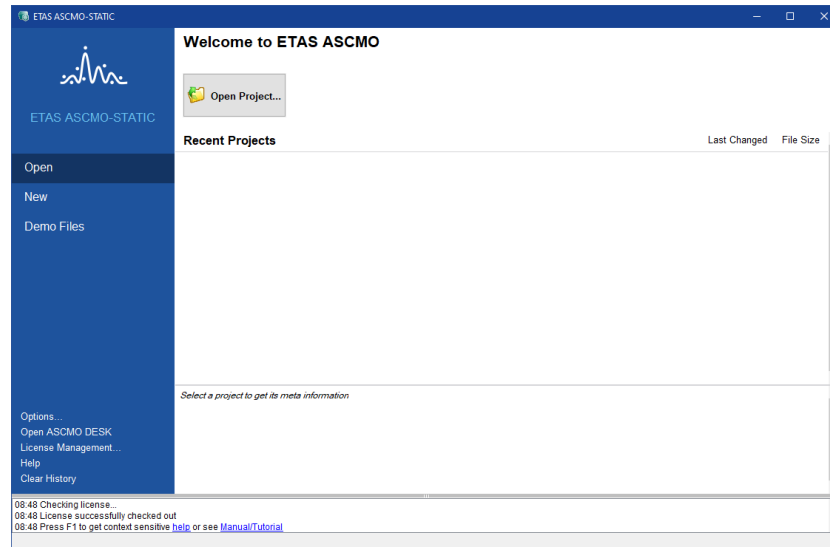 ETAS ASCMO-STATIC
ETAS ASCMO-STATIC
Open
New
Demo Files
Options...
Open ASCMO DESK
License Management...
Help
Clear History
Welcome to ETAS ASCMO
Open Project...
Recent Projects Last Changed File Size
Select a project to get its meta information
08:48 Checking license...
08:48 License successfully checked out
08:48 Press F1 to get context sensitive help or see Manual/Tutorial